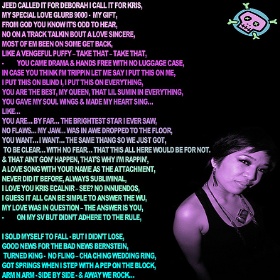 JEED CALLED IT FOR DEBORAH I CALL IT FOR KRIS,
MY SPECIAL LOVE GLURB 9000 - MY GIFT,
FROM GOD YOU KNOW IT'S ODD TO HEAR,
NO ON A TRACK TALKIN BOUT A LOVE SINCERE,
MOST OF EM BEEN ON SOME GET BACK,
LIKE A VENGEFUL PUFFY - TAKE THAT - TAKE THAT,
- YOU CAME DRAMA & HANDS FREE WITH NO LUGGAGE CASE,
IN CASE YOU THINK I'M TRIPPIN LET ME SAY I PUT THIS ON ME,
I PUT THIS ON BLIND I, I PUT THIS ON EVERYTHING,
YOU ARE THE BEST, MY QUEEN, THAT LIL SUMIN IN EVERYTHING,
YOU GAVE MY SOUL WINGS & MADE MY HEART SING...
LIKE...
YOU ARE... BY FAR... THE BRIGHTEST STAR I EVER SAW,
NO FLAWS... MY JAW... WAS IN AWE DROPPED TO THE FLOOR,
YOU WANT... I WANT... THE SAME THANG SO WE JUST GOT,
TO BE CLEAR... WITH NO FEAR... THAT THIS ALL HERE WOULD BE FOR NOT.
& THAT AINT GON' HAPPEN, THAT'S WHY I'M RAPPIN',
A LOVE SONG WITH YOUR NAME AS THE ATTACHMENT,
NEVER DID IT BEFORE, ALWAYS SUBLIMINAL,
I LOVE YOU KRIS ECALNIR - SEE? NO INNUENDOS,
I GUESS IT ALL CAN BE SIMPLE TO ANSWER THE WU,
MY LOVE WAS IN QUESTION - THE ANSWER IS YOU,
- ON MY SV BUT DIDN'T ADHERE TO THE RULE,
I SOLD MYSELF TO FALL - BUT I DIDN'T LOSE,
GOOD NEWS FOR THE BAD NEWS BERNSTEIN,
TURNED KING - NO FLING - CHA CHING WEDDING RING,
GOT SPRINGS WHEN I STEP WITH A PEP ON THE BLOCK,
ARM N ARM - SIDE BY SIDE - & AWAY WE ROCK...